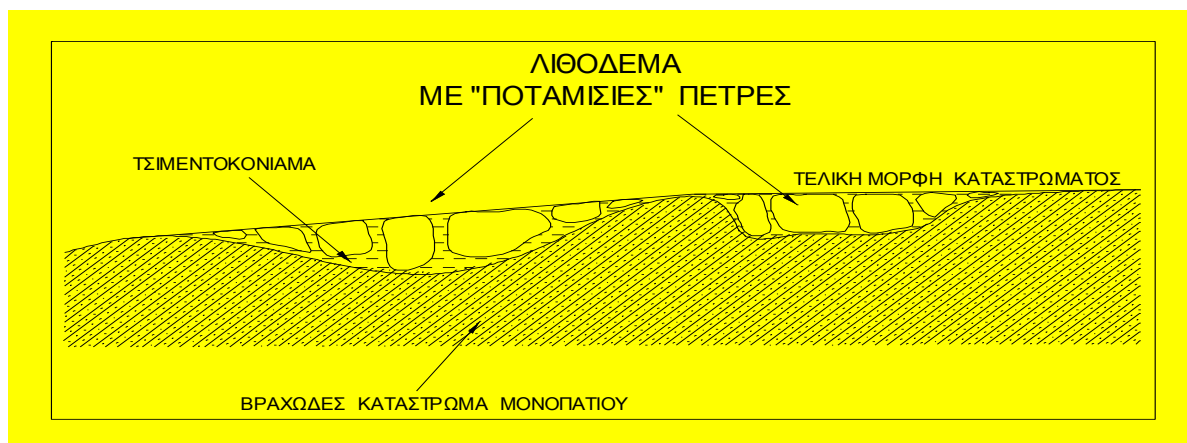 ΛΙΘΟΔΕΜΑ
ΜΕ "ΠΟΤΑΜΙΣΙΕΣ" ΠΕΤΡΕΣ
ΤΣΙΜΕΝΤΟΚΟΝΙΑΜΑ
ΤΕΛΙΚΗ ΜΟΡΦΗ ΚΑΤΑΣΤΡΩΜΑΤΟΣ
ΒΡΑΧΩΔΕΣ ΚΑΤΑΣΤΡΩΜΑ ΜΟΝΟΠΑΤΙΟΥ